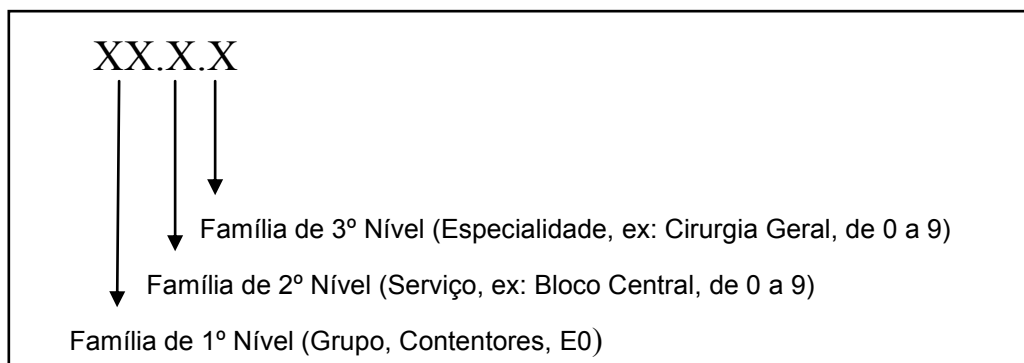 XX.X.X
Família de 3º Nível (Especialidade, ex: Cirurgia Geral, de 0 a 9)
Família de 2º Nível (Serviço, ex: Bloco Central, de 0 a 9)
Família de 1º Nível (Grupo, Contentores, E0)